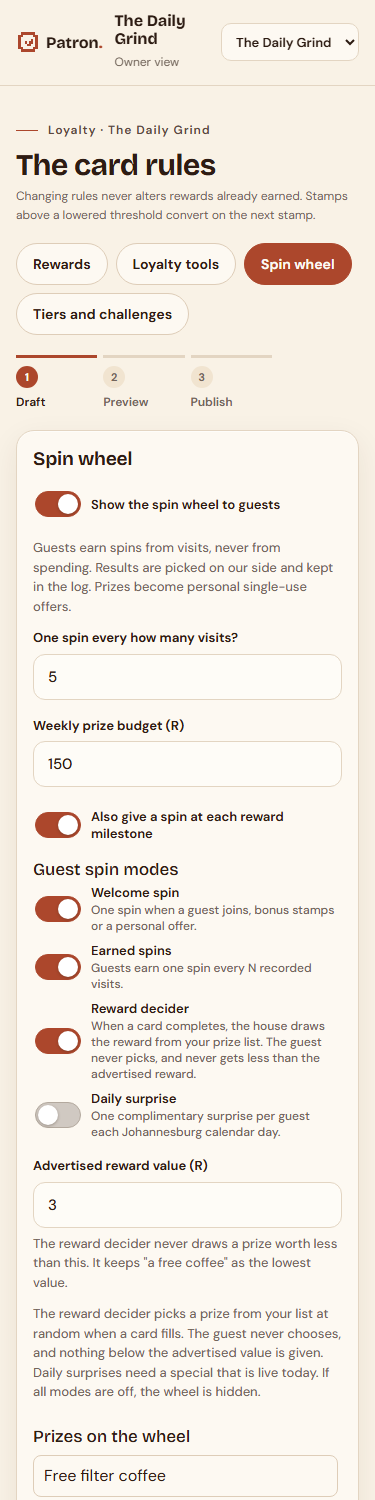 Patron.
The Daily
Grind
Owner view
The Daily Grind
Loyalty · The Daily Grind
The card rules
Changing rules never alters rewards already earned. Stamps
above a lowered threshold convert on the next stamp.
Rewards
Loyalty tools
Spin wheel
Tiers and challenges
1
2
3
Draft
Preview
Publish
Spin wheel
Show the spin wheel to guests
Guests earn spins from visits, never from
spending. Results are picked on our side and kept
in the log. Prizes become personal single-use
offers.
One spin every how many visits?
5
Weekly prize budget (R)
150
Also give a spin at each reward
milestone
Guest spin modes
Welcome spin
One spin when a guest joins, bonus stamps
or a personal offer.
Earned spins
Guests earn one spin every N recorded
visits.
Reward decider
When a card completes, the house draws
the reward from your prize list. The guest
never picks, and never gets less than the
advertised reward.
Daily surprise
One complimentary surprise per guest
each Johannesburg calendar day.
Advertised reward value (R)
3
The reward decider never draws a prize worth less
than this. It keeps "a free coffee" as the lowest
value.
The reward decider picks a prize from your list at
random when a card fills. The guest never chooses,
and nothing below the advertised value is given.
Daily surprises need a special that is live today. If
all modes are off, the wheel is hidden.
Prizes on the wheel
Free filter coffee